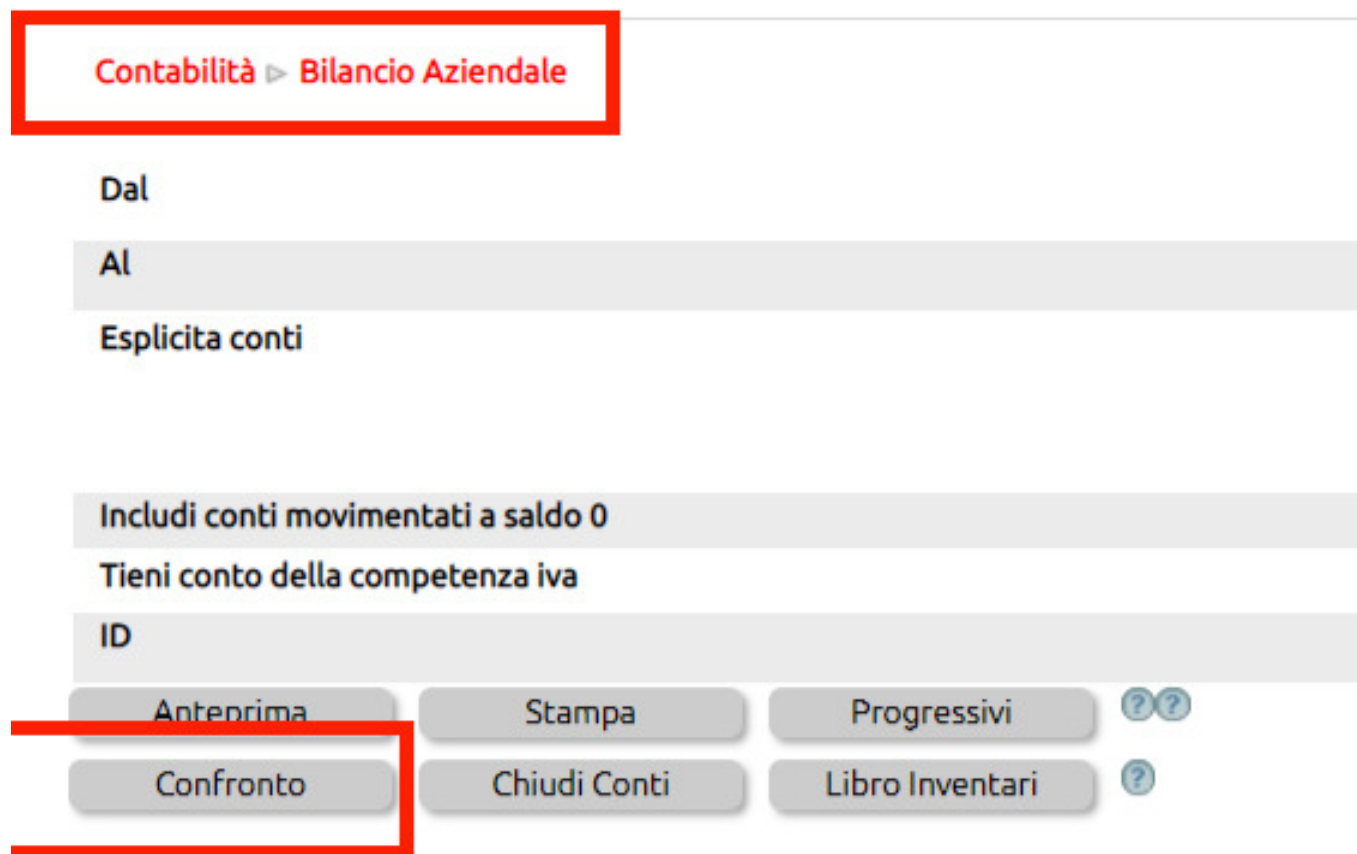 Contabilità ▷ Bilancio Aziendale
Dal
Al
Esplicita conti
Includi conti movimentati a saldo 0
Tieni conto della competenza iva
ID
Anteprima Stampa Progressivi ? ?
Confronto Chiudi Conti Libro Inventari ?